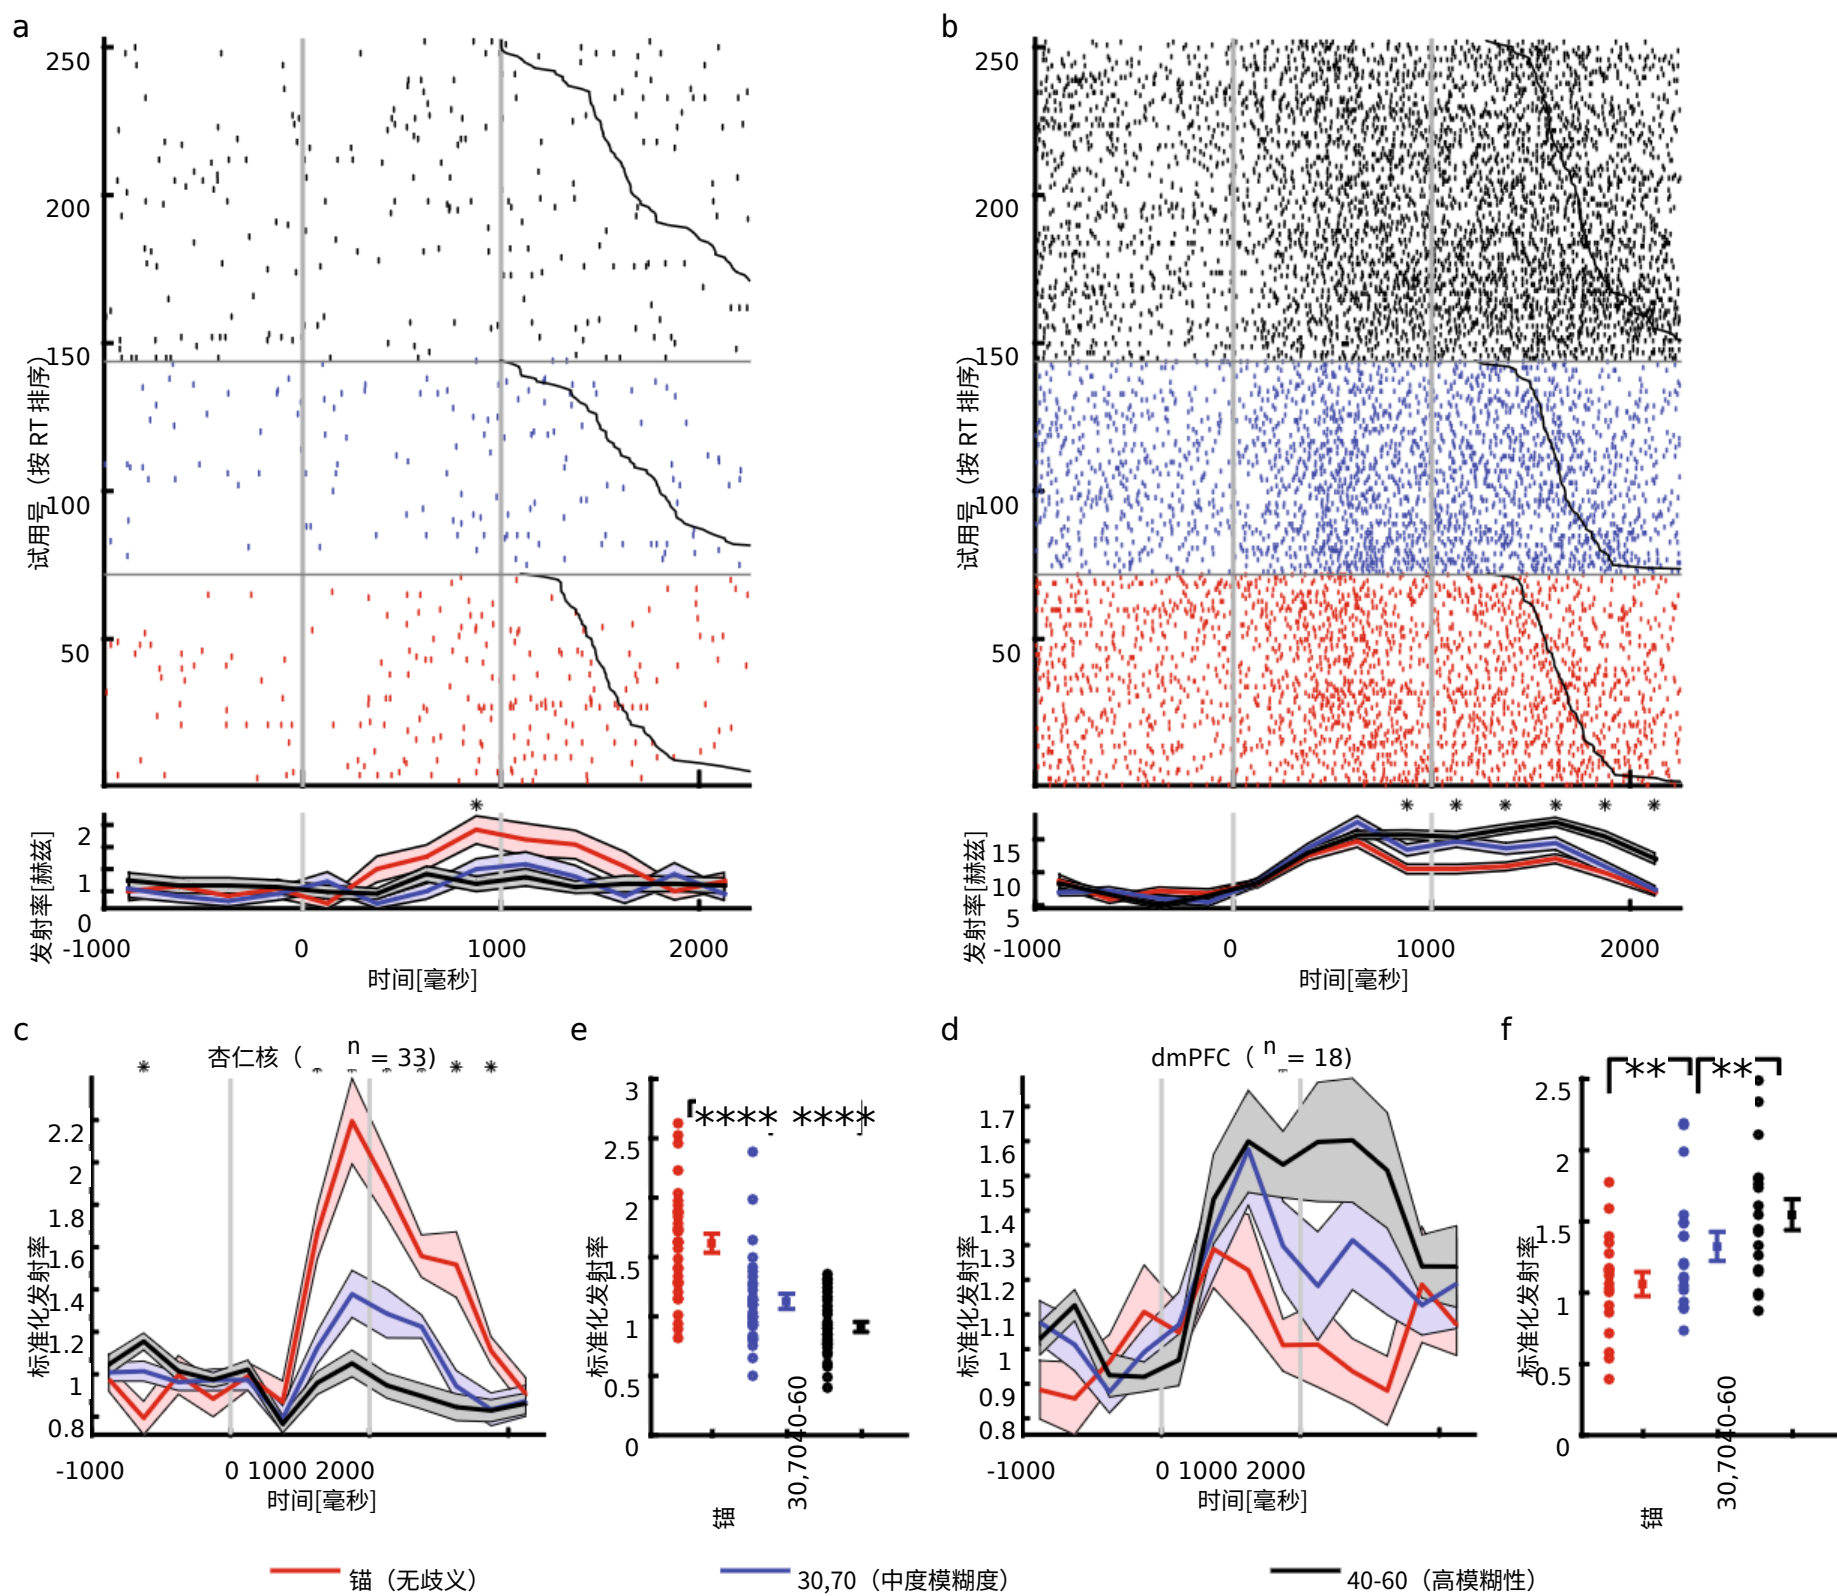 a
b
250
200
150
100
50
试用号（按 RT 排序）
250
200
150
100
50
试用号（按 RT 排序）
*
2
1
0
发射率[赫兹]
-1000 0 1000 2000
时间[毫秒]
* * * * * *
15
10
5
发射率[赫兹]
-1000 0 1000 2000
时间[毫秒]
c
杏仁核（ n = 33）
* * *
2.2
2
1.8
1.6
1.4
1.2
1
0.8
标准化发射率
-1000 0 1000 2000
时间[毫秒]
e
3
2.5
2
1.5
1
0.5
0
标准化发射率
**** ****
锚
30,70
40-60
d
dmPFC（ n = 18)
1.7
1.6
1.5
1.4
1.3
1.2
1.1
1
0.9
0.8
标准化发射率
-1000 0 1000 2000
时间[毫秒]
f
2.5
2
1.5
1
0.5
0
标准化发射率
** **
锚
30,70
40-60
锚（无歧义）
30,70（中度模糊度）
40-60（高模糊性）